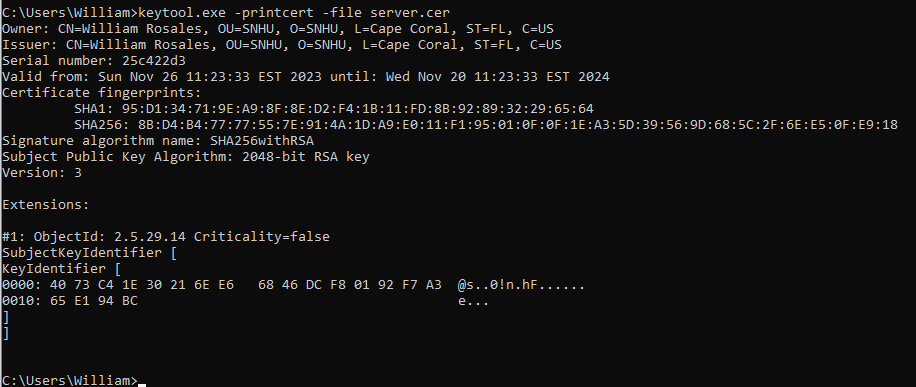 C:\Users\William>keytool.exe -printcert -file server.cer
Owner: CN=William Rosales, OU=SNHU, O=SNHU, L=Cape Coral, ST=FL, C=US
Issuer: CN=William Rosales, OU=SNHU, O=SNHU, L=Cape Coral, ST=FL, C=US
Serial number: 25c422d3
Valid from: Sun Nov 26 11:23:33 EST 2023 until: Wed Nov 20 11:23:33 EST 2024
Certificate fingerprints:
         SHA1: 95:D1:34:71:9E:A9:8F:8E:D2:F4:1B:11:FD:8B:92:89:32:29:65:64
         SHA256: 8B:D4:B4:77:77:55:7E:91:4A:1D:A9:E0:11:F1:95:01:0F:0F:1E:A3:5D:39:56:9D:68:5C:2F:6E:E5:0F:E9:18
Signature algorithm name: SHA256withRSA
Subject Public Key Algorithm: 2048-bit RSA key
Version: 3
Extensions:
#1: ObjectId: 2.5.29.14 Criticality=false
SubjectKeyIdentifier [
KeyIdentifier [
0000: 40 73 C4 1E 30 21 6E E6   68 46 DC F8 01 92 F7 A3  @s..0!n.hF......
0010: 65 E1 94 BC                                        e...
]
]
C:\Users\William>